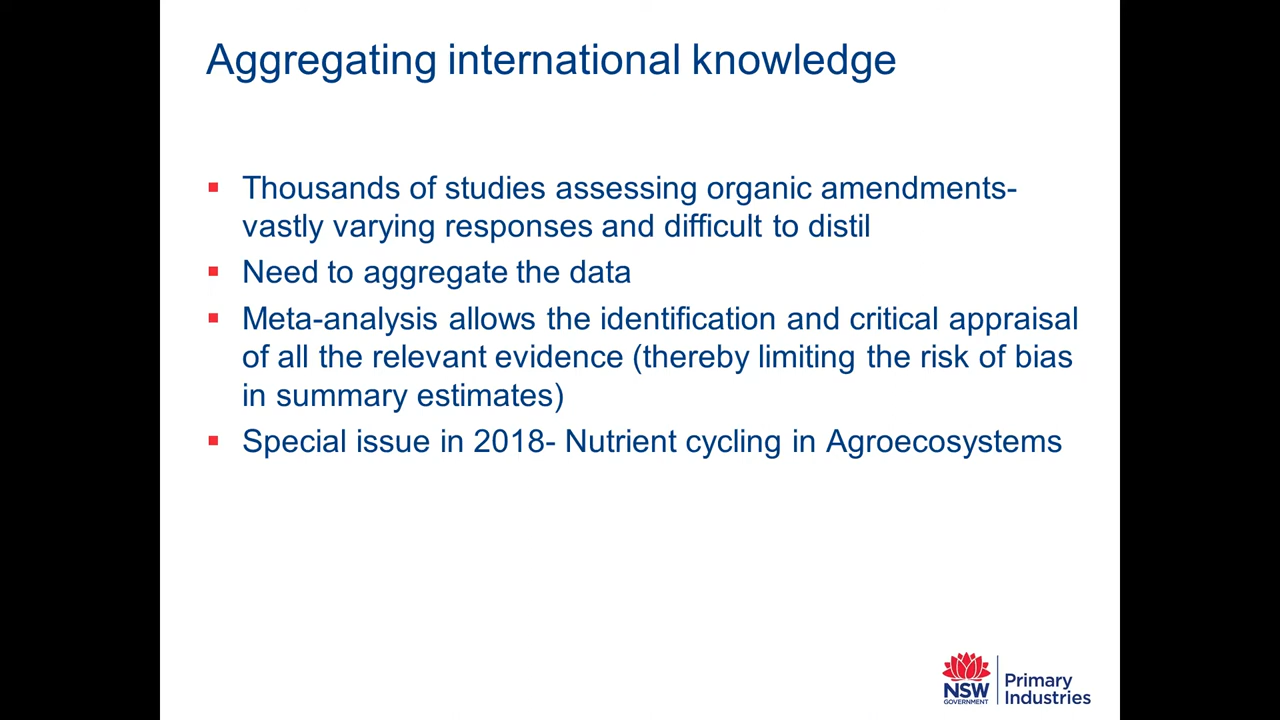 Aggregating international knowledge
Thousands of studies assessing organic amendments-
vastly varying responses and difficult to distil
Need to aggregate the data
Meta-analysis allows the identification and critical appraisal
of all the relevant evidence (thereby limiting the risk of bias
in summary estimates)
Special issue in 2018- Nutrient cycling in Agroecosystems
NSW
GOVERNMENT
Primary
Industries